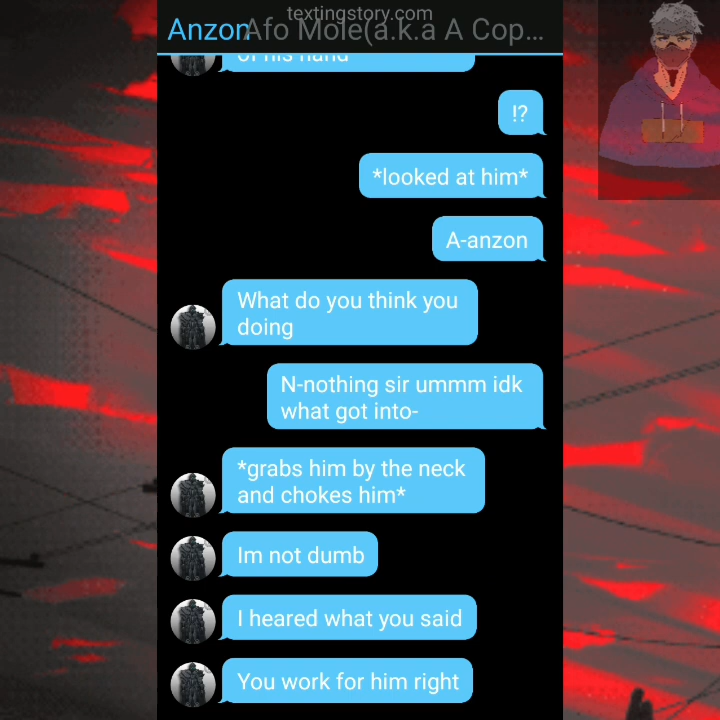 textingstory.com
Anzon Afo Mole(a.k.a A Cop...
of his hand
!?
*looked at him*
A-anzon
What do you think you
doing
N-nothing sir ummm idk
what got into-
*grabs him by the neck
and chokes him*
Im not dumb
I heared what you said
You work for him right